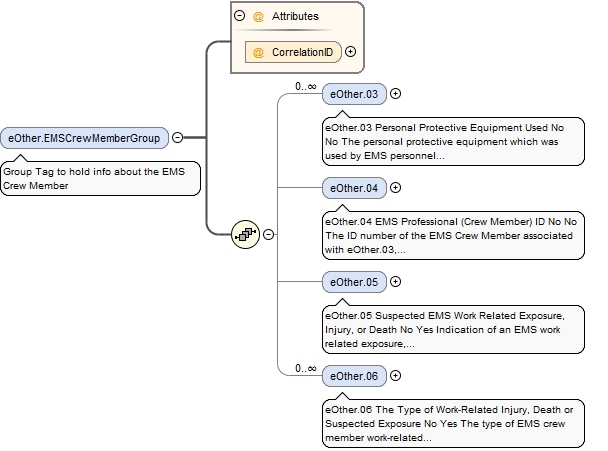 @ Attributes
@ CorrelationID
eOther.EMSCrewMemberGroup
Group Tag to hold info about the EMS
Crew Member
0..∞
eOther.03
eOther.03 Personal Protective Equipment Used No
No The personal protective equipment which was
used by EMS personnel...
eOther.04
eOther.04 EMS Professional (Crew Member) ID No No
The ID number of the EMS Crew Member associated
with eOther.03,...
eOther.05
eOther.05 Suspected EMS Work Related Exposure,
Injury, or Death No Yes Indication of an EMS work
related exposure,...
0..∞
eOther.06
eOther.06 The Type of Work-Related Injury, Death or
Suspected Exposure No Yes The type of EMS crew
member work-related...